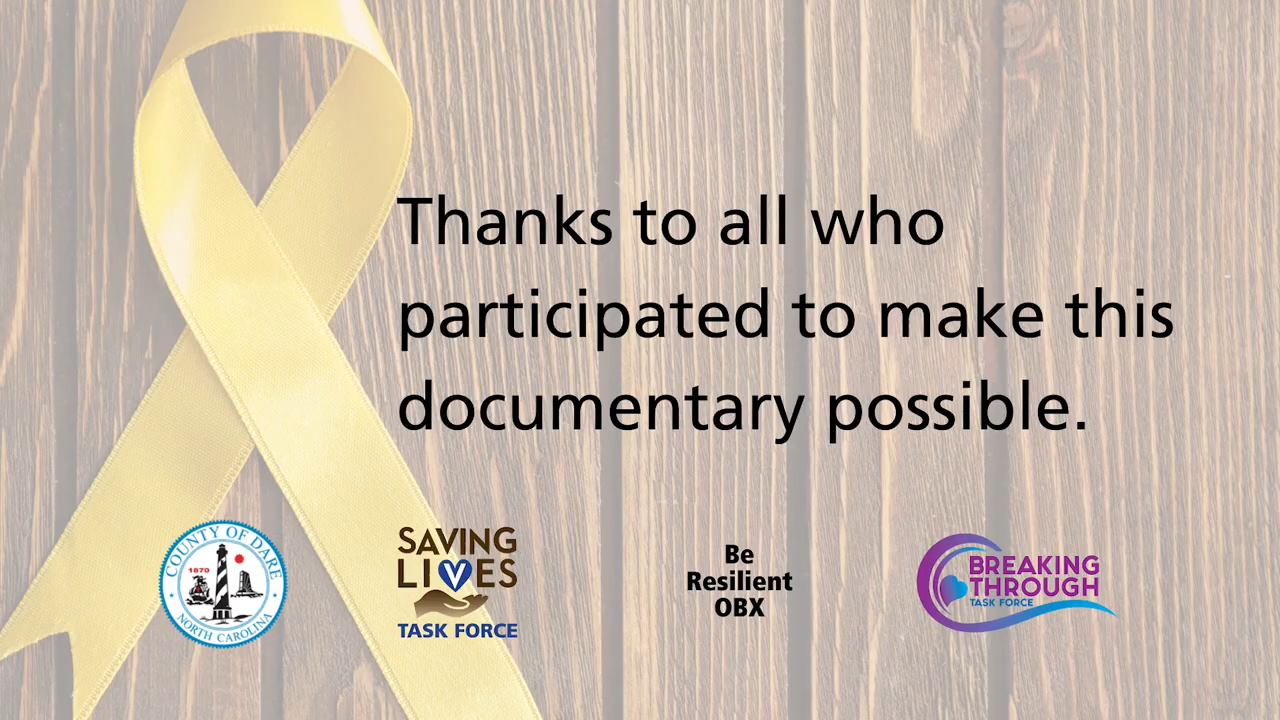 Thanks to all who
participated to make this
documentary possible.
COUNTY OF DARE
1870
NORTH CAROLINA
SAVING
LIVES
TASK FORCE
Be
Resilient
OBX
BREAKING
THROUGH
TASK FORCE